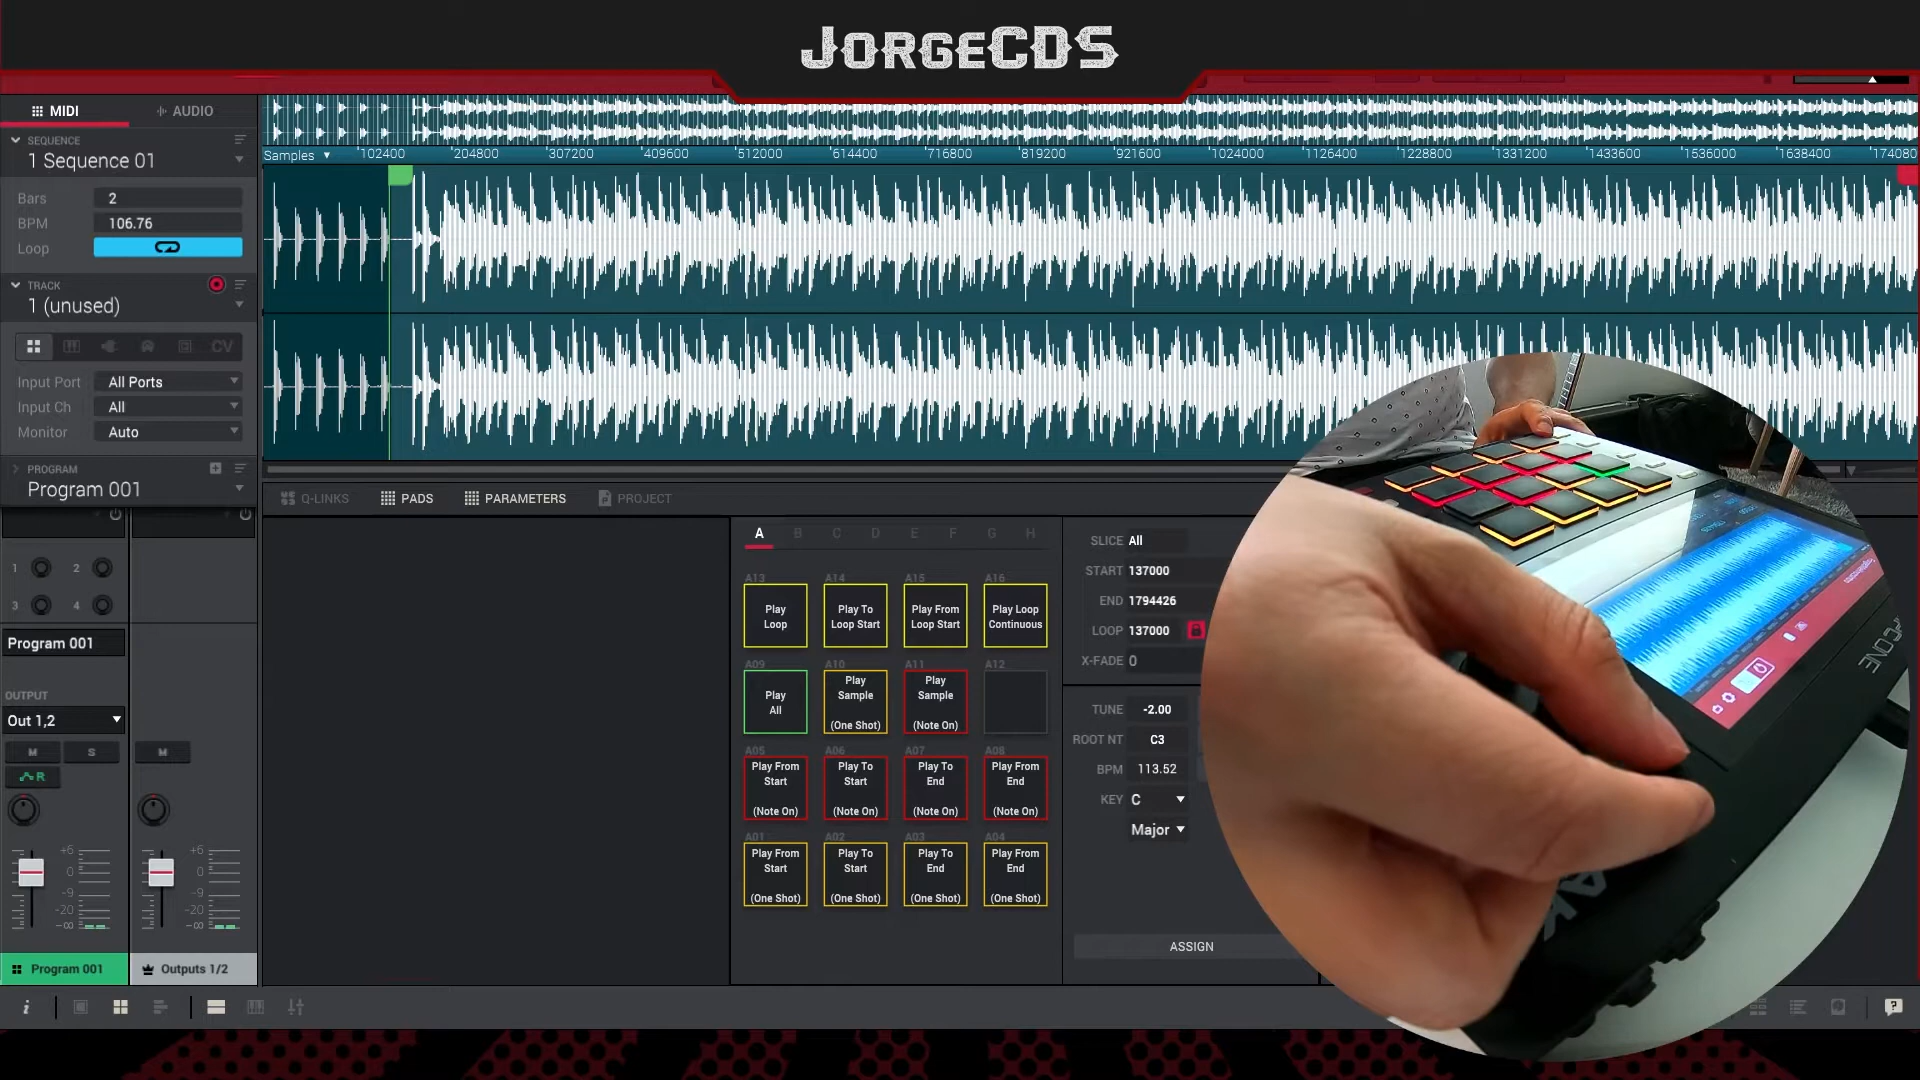 JORGECDS
MIDI
AUDIO
SEQUENCE
1 Sequence 01
Bars 2
BPM 106.76
Loop
TRACK
1 (unused)
CV
Input Port All Ports
Input Ch All
Monitor Auto
PROGRAM
Program 001
1 2
3 4
Program 001
OUTPUT
Out 1,2
M S M
R
+6 +6
0 0
-9 -9
-20 -20
-∞ -∞
Program 001
Outputs 1/2
Samples 102400 204800 307200 409600 512000 614400 716800 819200 921600 1024000 1126400 1228800 1331200 1433600 1536000 1638400 174080
Q-LINKS PADS PARAMETERS PROJECT
A B C D E F G H
A13 A14 A15 A16
Play Loop
Play To Loop Start
Play From Loop Start
Play Loop Continuous
A09 A10 A11 A12
Play All
Play Sample (One Shot)
Play Sample (Note On)
A05 A06 A07 A08
Play From Start (Note On)
Play To Start (Note On)
Play To End (Note On)
Play From End (Note On)
A01 A02 A03 A04
Play From Start (One Shot)
Play To Start (One Shot)
Play To End (One Shot)
Play From End (One Shot)
SLICE All
START 137000
END 1794426
LOOP 137000
X-FADE 0
TUNE -2.00
ROOT NT C3
BPM 113.52
KEY C
Major
ASSIGN